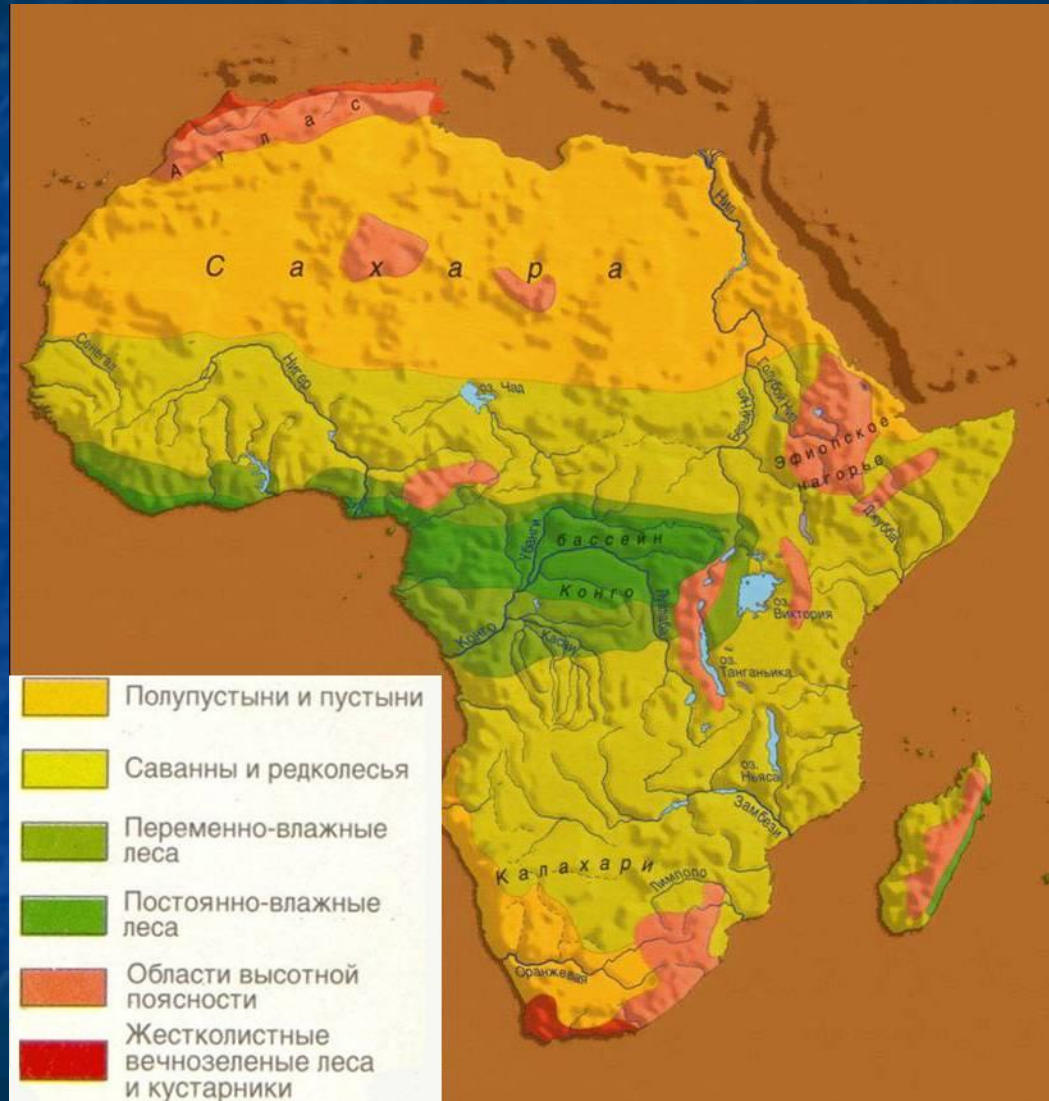 Атлас
Сахара
Нил
Сенегал
Нигер
оз. Чад
Белый Нил
Голубой Нил
Эфиопское
нагорье
Джубба
Убанги
бассейн
Конго
Луалаба
Конго
Касаи
оз.
Виктория
оз.
Танганьика
оз.
Ньяса
Замбези
Калахари
Лимпопо
Оранжевая
Полупустыни и пустыни
Саванны и редколесья
Переменно-влажные
леса
Постоянно-влажные
леса
Области высотной
поясности
Жестколистные
вечнозеленые леса
и кустарники